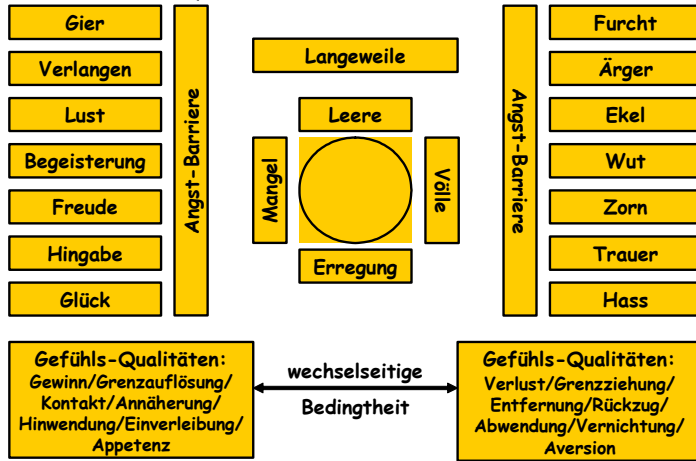 Gier
Verlangen
Lust
Begeisterung
Freude
Hingabe
Glück
Angst-Barriere
Langeweile
Leere
Mangel
Völle
Erregung
Angst-Barriere
Furcht
Ärger
Ekel
Wut
Zorn
Trauer
Hass
Gefühls-Qualitäten:
Gewinn/Grenzauflösung/
Kontakt/Annäherung/
Hinwendung/Einverleibung/
Appetenz
wechselseitige
Bedingtheit
Gefühls-Qualitäten:
Verlust/Grenzziehung/
Entfernung/Rückzug/
Abwendung/Vernichtung/
Aversion